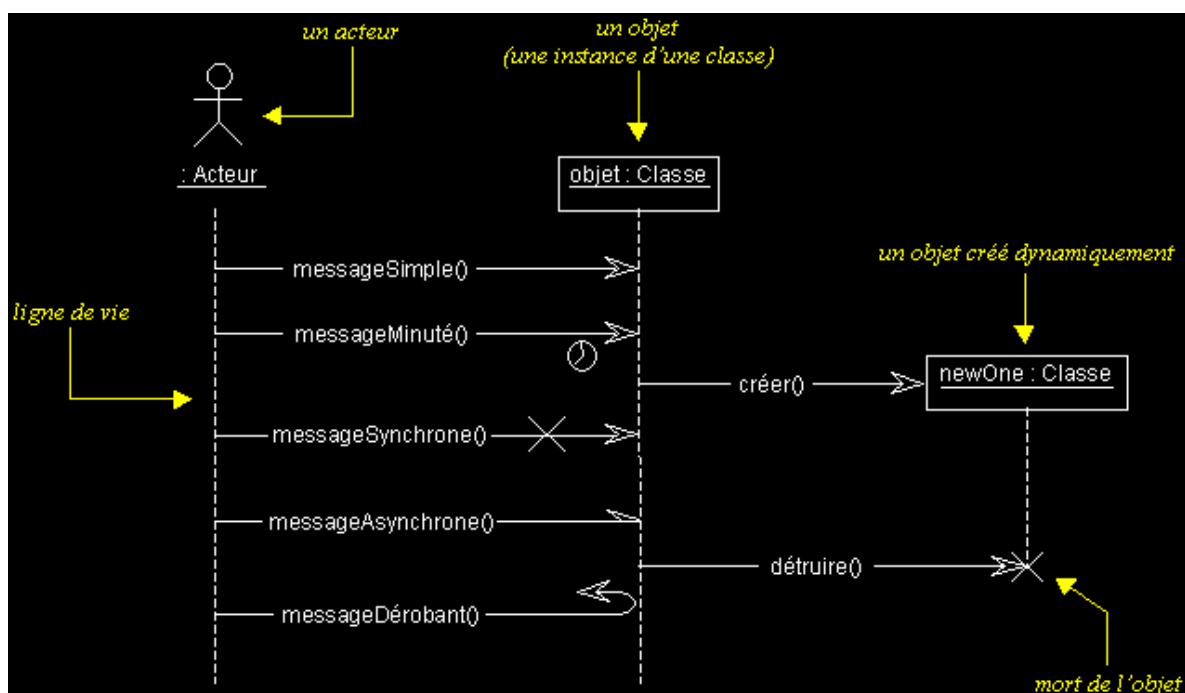 un acteur
un objet
(une instance d'une classe)
: Acteur
objet : Classe
messageSimple()
un objet créé dynamiquement
ligne de vie
messageMinuté()
newOne : Classe
créer()
messageSynchrone()
messageAsynchrone()
détruire()
messageDérobant()
mort de l'objet